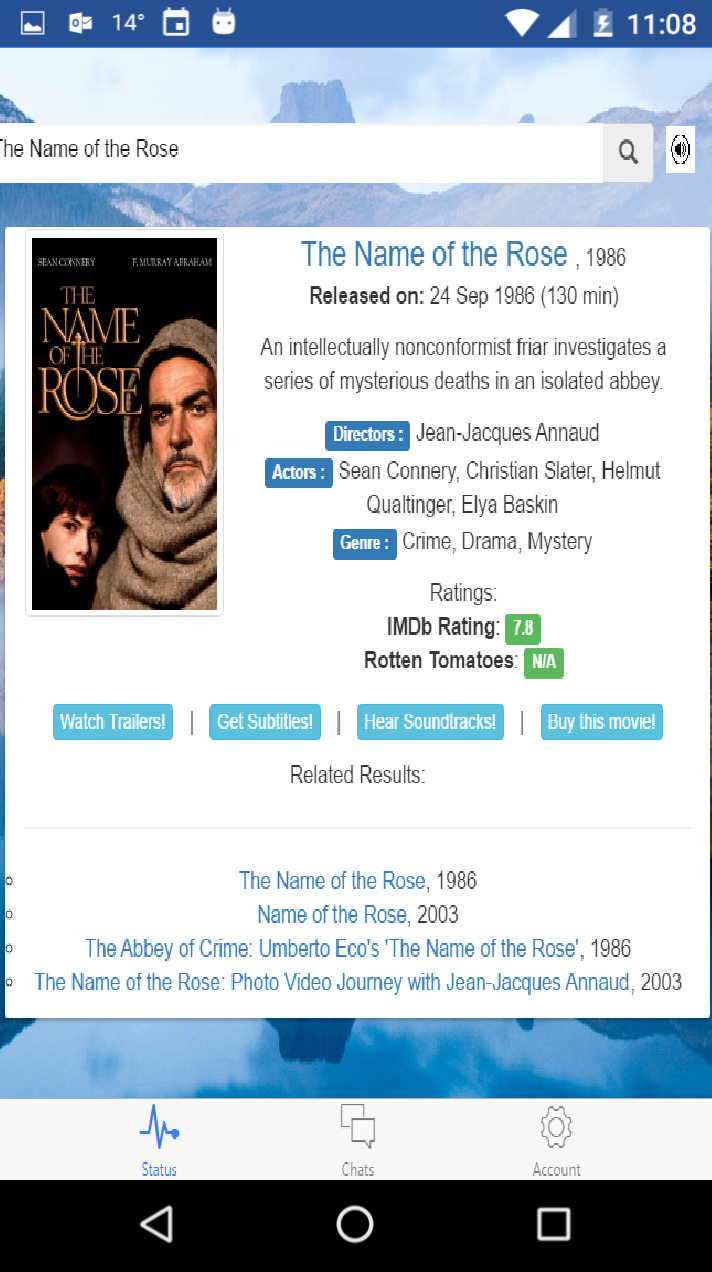 14°
11:08
The Name of the Rose
SEAN CONNERY F. MURRAY ABRAHAM
THE
NAME
OF THE
ROSE
The Name of the Rose , 1986
Released on: 24 Sep 1986 (130 min)
An intellectually nonconformist friar investigates a
series of mysterious deaths in an isolated abbey.
Directors : Jean-Jacques Annaud
Actors : Sean Connery, Christian Slater, Helmut
Qualtinger, Elya Baskin
Genre : Crime, Drama, Mystery
Ratings:
IMDb Rating: 7.8
Rotten Tomatoes: N/A
Watch Trailers! | Get Subtitles! | Hear Soundtracks! | Buy this movie!
Related Results:
The Name of the Rose, 1986
Name of the Rose, 2003
The Abbey of Crime: Umberto Eco's 'The Name of the Rose', 1986
The Name of the Rose: Photo Video Journey with Jean-Jacques Annaud, 2003
Status Chats Account